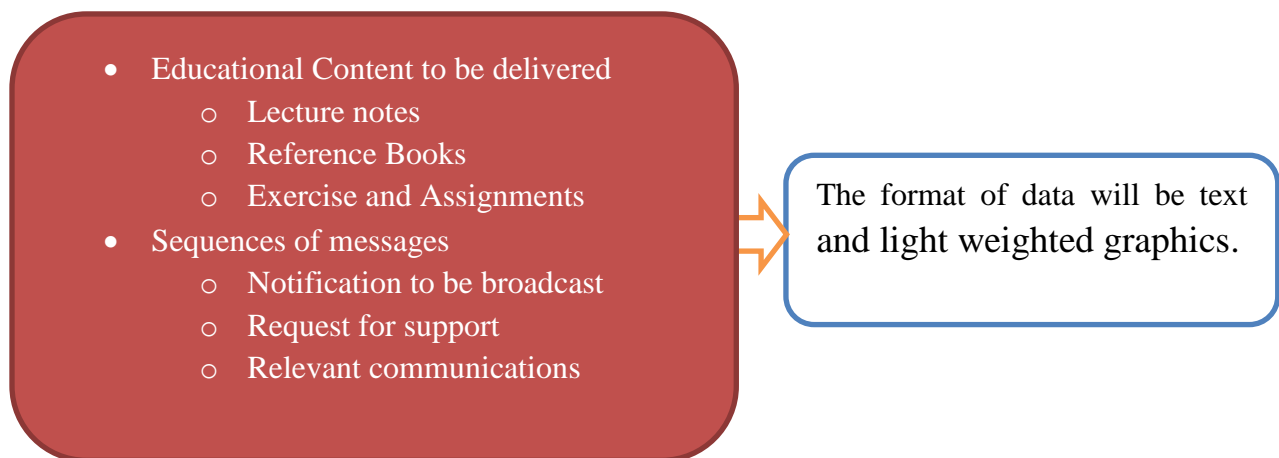 • Educational Content to be delivered
o Lecture notes
o Reference Books
o Exercise and Assignments
• Sequences of messages
o Notification to be broadcast
o Request for support
o Relevant communications
The format of data will be text
and light weighted graphics.